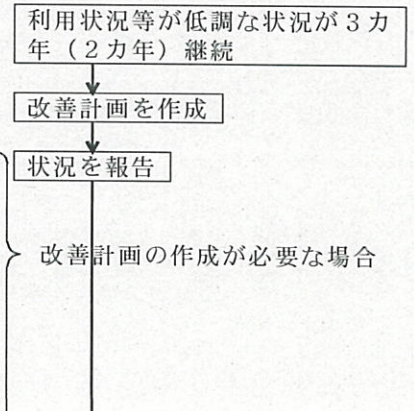 利用状況等が低調な状況が３カ
年（２カ年）継続
改善計画を作成
状況を報告
改善計画の作成が必要な場合